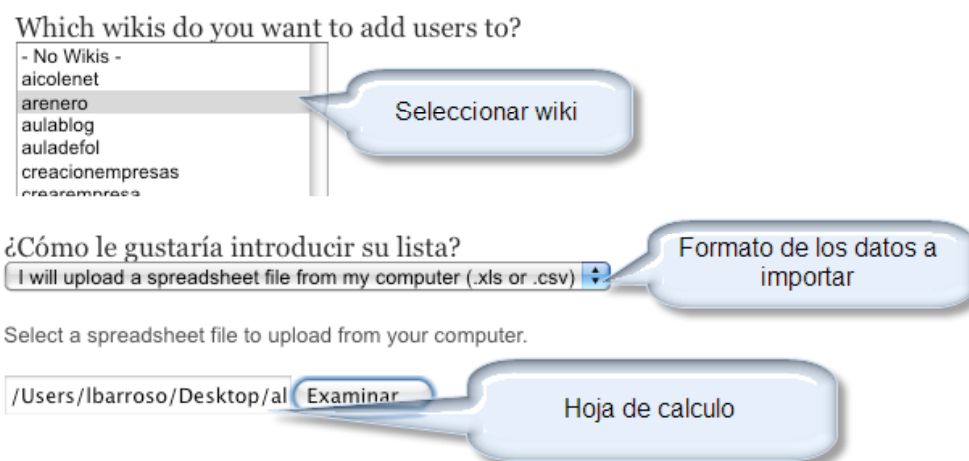 Which wikis do you want to add users to?
- No Wikis -
aicolenet
arenero
aulablog
auladefol
creacionempresas
crearempresa
Seleccionar wiki
¿Cómo le gustaría introducir su lista?
I will upload a spreadsheet file from my computer (.xls or .csv)
Formato de los datos a
importar
Select a spreadsheet file to upload from your computer.
/Users/lbarroso/Desktop/al Examinar...
Hoja de calculo